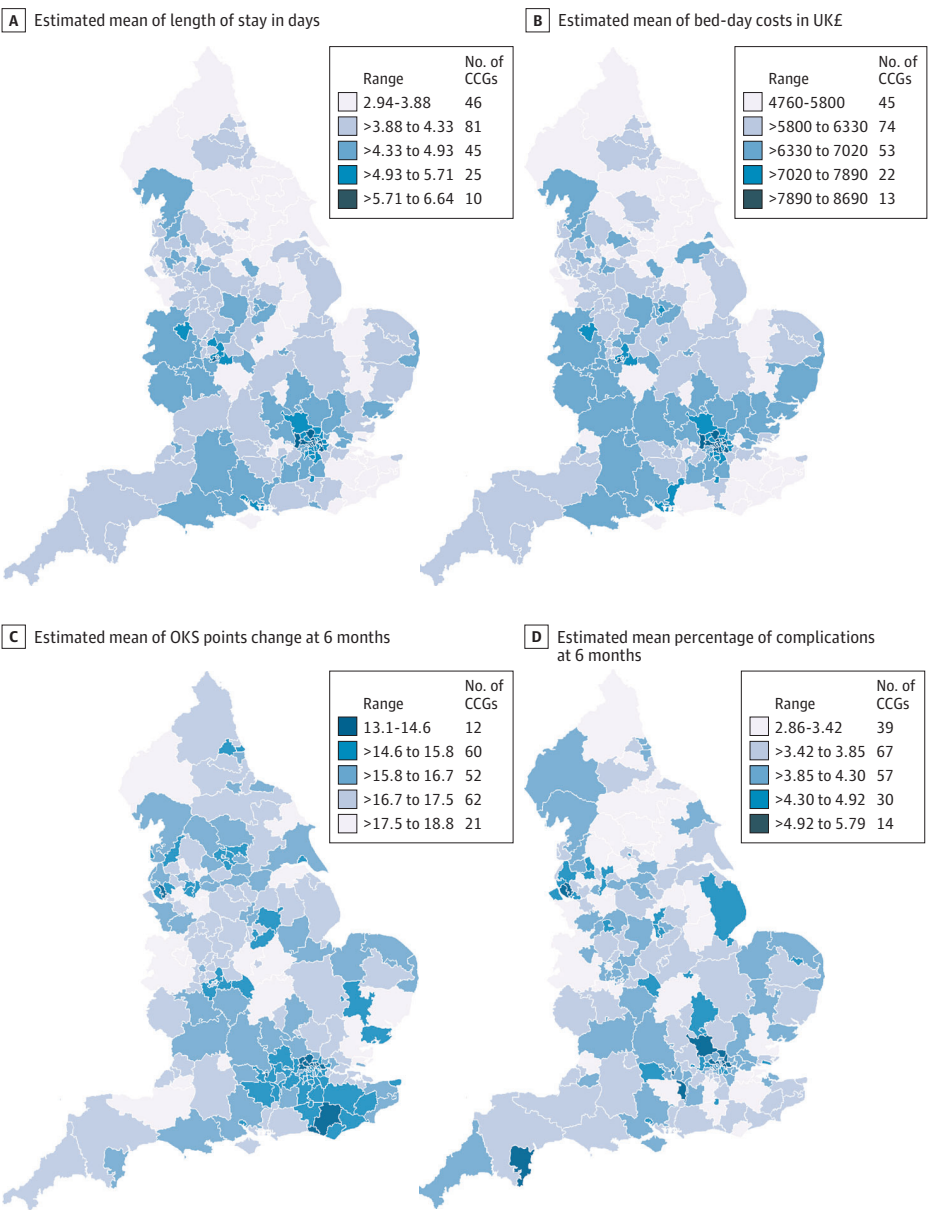 A Estimated mean of length of stay in days
Range No. of CCGs
2.94-3.88 46
>3.88 to 4.33 81
>4.33 to 4.93 45
>4.93 to 5.71 25
>5.71 to 6.64 10
B Estimated mean of bed-day costs in UK£
Range No. of CCGs
4760-5800 45
>5800 to 6330 74
>6330 to 7020 53
>7020 to 7890 22
>7890 to 8690 13
C Estimated mean of OKS points change at 6 months
Range No. of CCGs
13.1-14.6 12
>14.6 to 15.8 60
>15.8 to 16.7 52
>16.7 to 17.5 62
>17.5 to 18.8 21
D Estimated mean percentage of complications
at 6 months
Range No. of CCGs
2.86-3.42 39
>3.42 to 3.85 67
>3.85 to 4.30 57
>4.30 to 4.92 30
>4.92 to 5.79 14